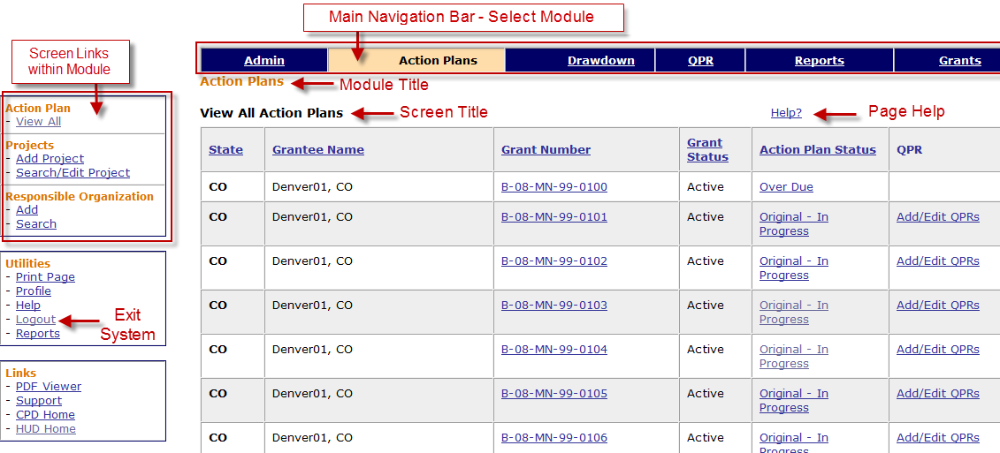 Main Navigation Bar - Select Module
Screen Links
within Module
Admin Action Plans Drawdown QPR Reports Grants
Action Plans
Module Title
View All Action Plans
Screen Title
Help?
Page Help
Action Plan
- View All
Projects
- Add Project
- Search/Edit Project
Responsible Organization
- Add
- Search
Utilities
- Print Page
- Profile
- Help
- Logout
- Reports
Exit
System
Links
- PDF Viewer
- Support
- CPD Home
- HUD Home
State Grantee Name Grant Number Grant Action Plan Status QPR
Status
CO Denver01, CO B-08-MN-99-0100 Active Over Due
CO Denver01, CO B-08-MN-99-0101 Active Original - In Add/Edit QPRs
Progress
CO Denver01, CO B-08-MN-99-0102 Active Original - In Add/Edit QPRs
Progress
CO Denver01, CO B-08-MN-99-0103 Active Original - In Add/Edit QPRs
Progress
CO Denver01, CO B-08-MN-99-0104 Active Original - In Add/Edit QPRs
Progress
CO Denver01, CO B-08-MN-99-0105 Active Original - In Add/Edit QPRs
Progress
CO Denver01, CO B-08-MN-99-0106 Active Original - In Add/Edit QPRs
Progress